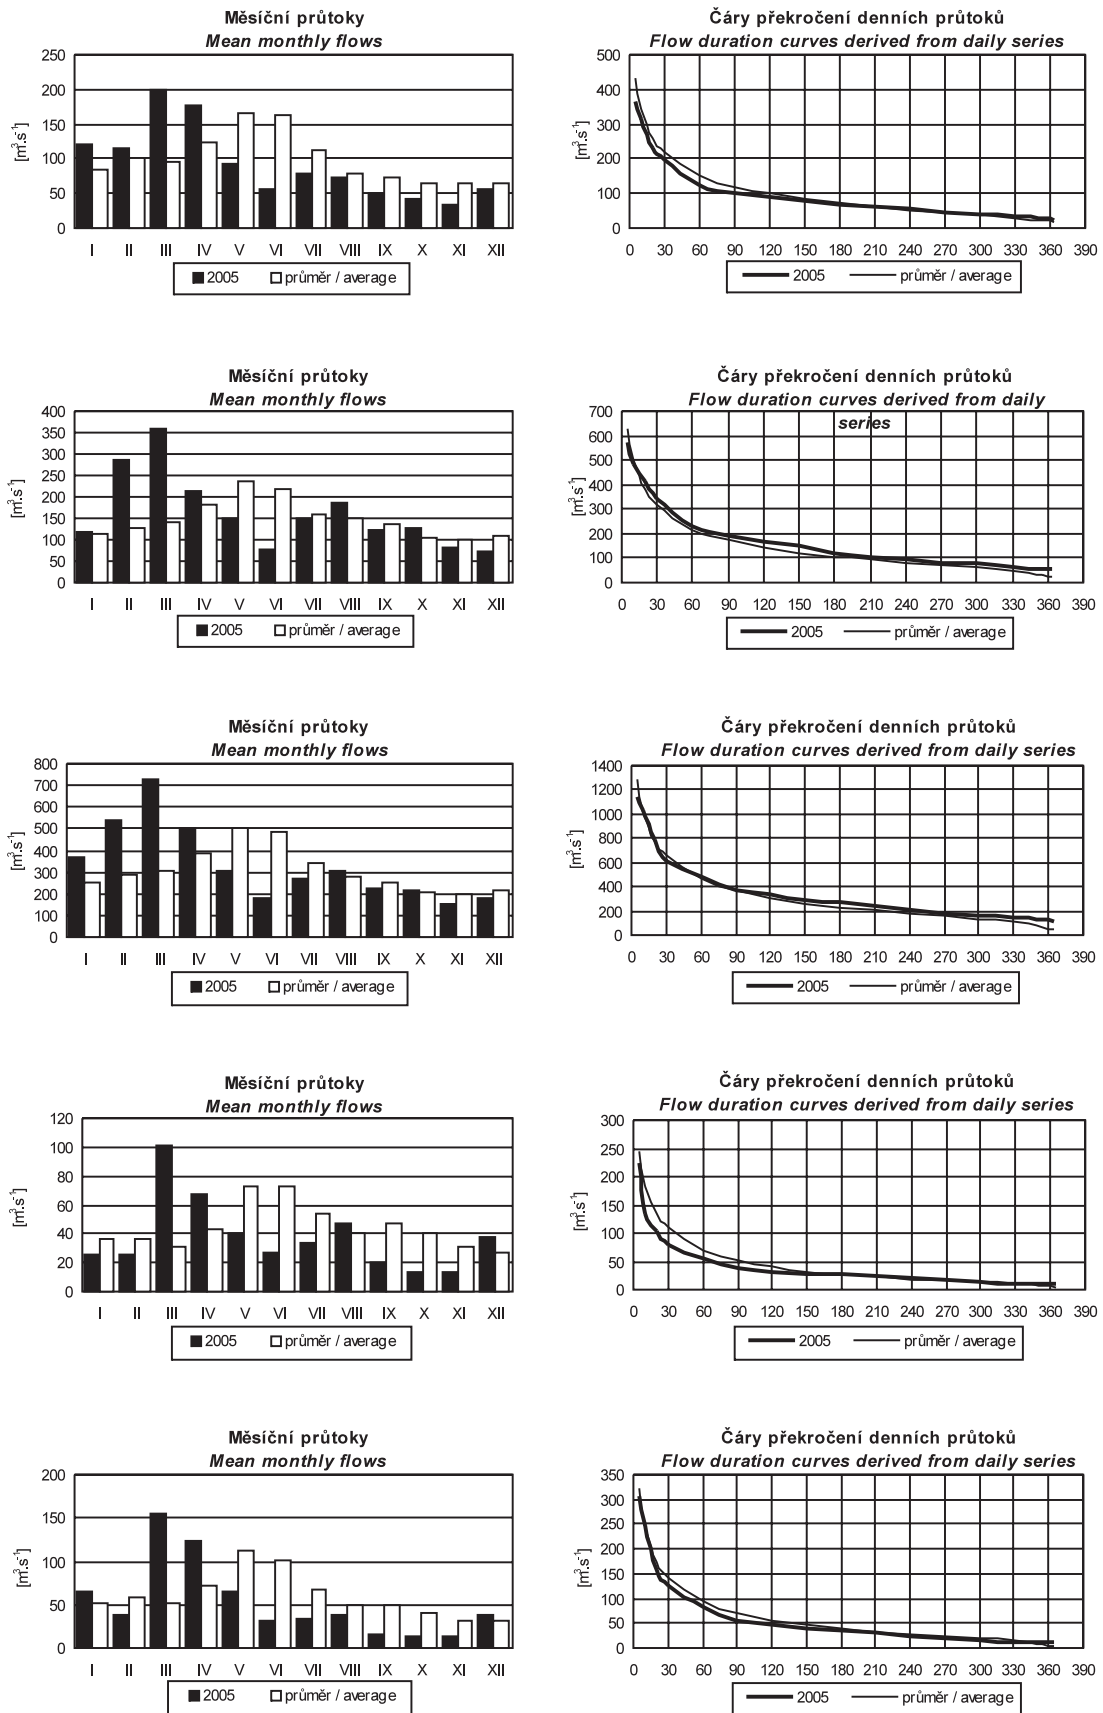 Měsíční průtoky
Mean monthly flows
250
200
150
100
50
0
[m³.s⁻¹]
I II III IV V VI VII VIII IX X XI XII
2005 průměr / average
Čáry překročení denních průtoků
Flow duration curves derived from daily series
500
400
300
200
100
0
[m³.s⁻¹]
0 30 60 90 120 150 180 210 240 270 300 330 360 390
2005 průměr / average
Měsíční průtoky
Mean monthly flows
400
350
300
250
200
150
100
50
0
[m³.s⁻¹]
I II III IV V VI VII VIII IX X XI XII
2005 průměr / average
Čáry překročení denních průtoků
Flow duration curves derived from daily
series
700
600
500
400
300
200
100
0
[m³.s⁻¹]
0 30 60 90 120 150 180 210 240 270 300 330 360 390
2005 průměr / average
Měsíční průtoky
Mean monthly flows
800
700
600
500
400
300
200
100
0
[m³.s⁻¹]
I II III IV V VI VII VIII IX X XI XII
2005 průměr / average
Čáry překročení denních průtoků
Flow duration curves derived from daily series
1400
1200
1000
800
600
400
200
0
[m³.s⁻¹]
0 30 60 90 120 150 180 210 240 270 300 330 360 390
2005 průměr / average
Měsíční průtoky
Mean monthly flows
120
100
80
60
40
20
0
[m³.s⁻¹]
I II III IV V VI VII VIII IX X XI XII
2005 průměr / average
Čáry překročení denních průtoků
Flow duration curves derived from daily series
300
250
200
150
100
50
0
[m³.s⁻¹]
0 30 60 90 120 150 180 210 240 270 300 330 360 390
2005 průměr / average
Měsíční průtoky
Mean monthly flows
200
150
100
50
0
[m³.s⁻¹]
I II III IV V VI VII VIII IX X XI XII
2005 průměr / average
Čáry překročení denních průtoků
Flow duration curves derived from daily series
350
300
250
200
150
100
50
0
[m³.s⁻¹]
0 30 60 90 120 150 180 210 240 270 300 330 360 390
2005 průměr / average